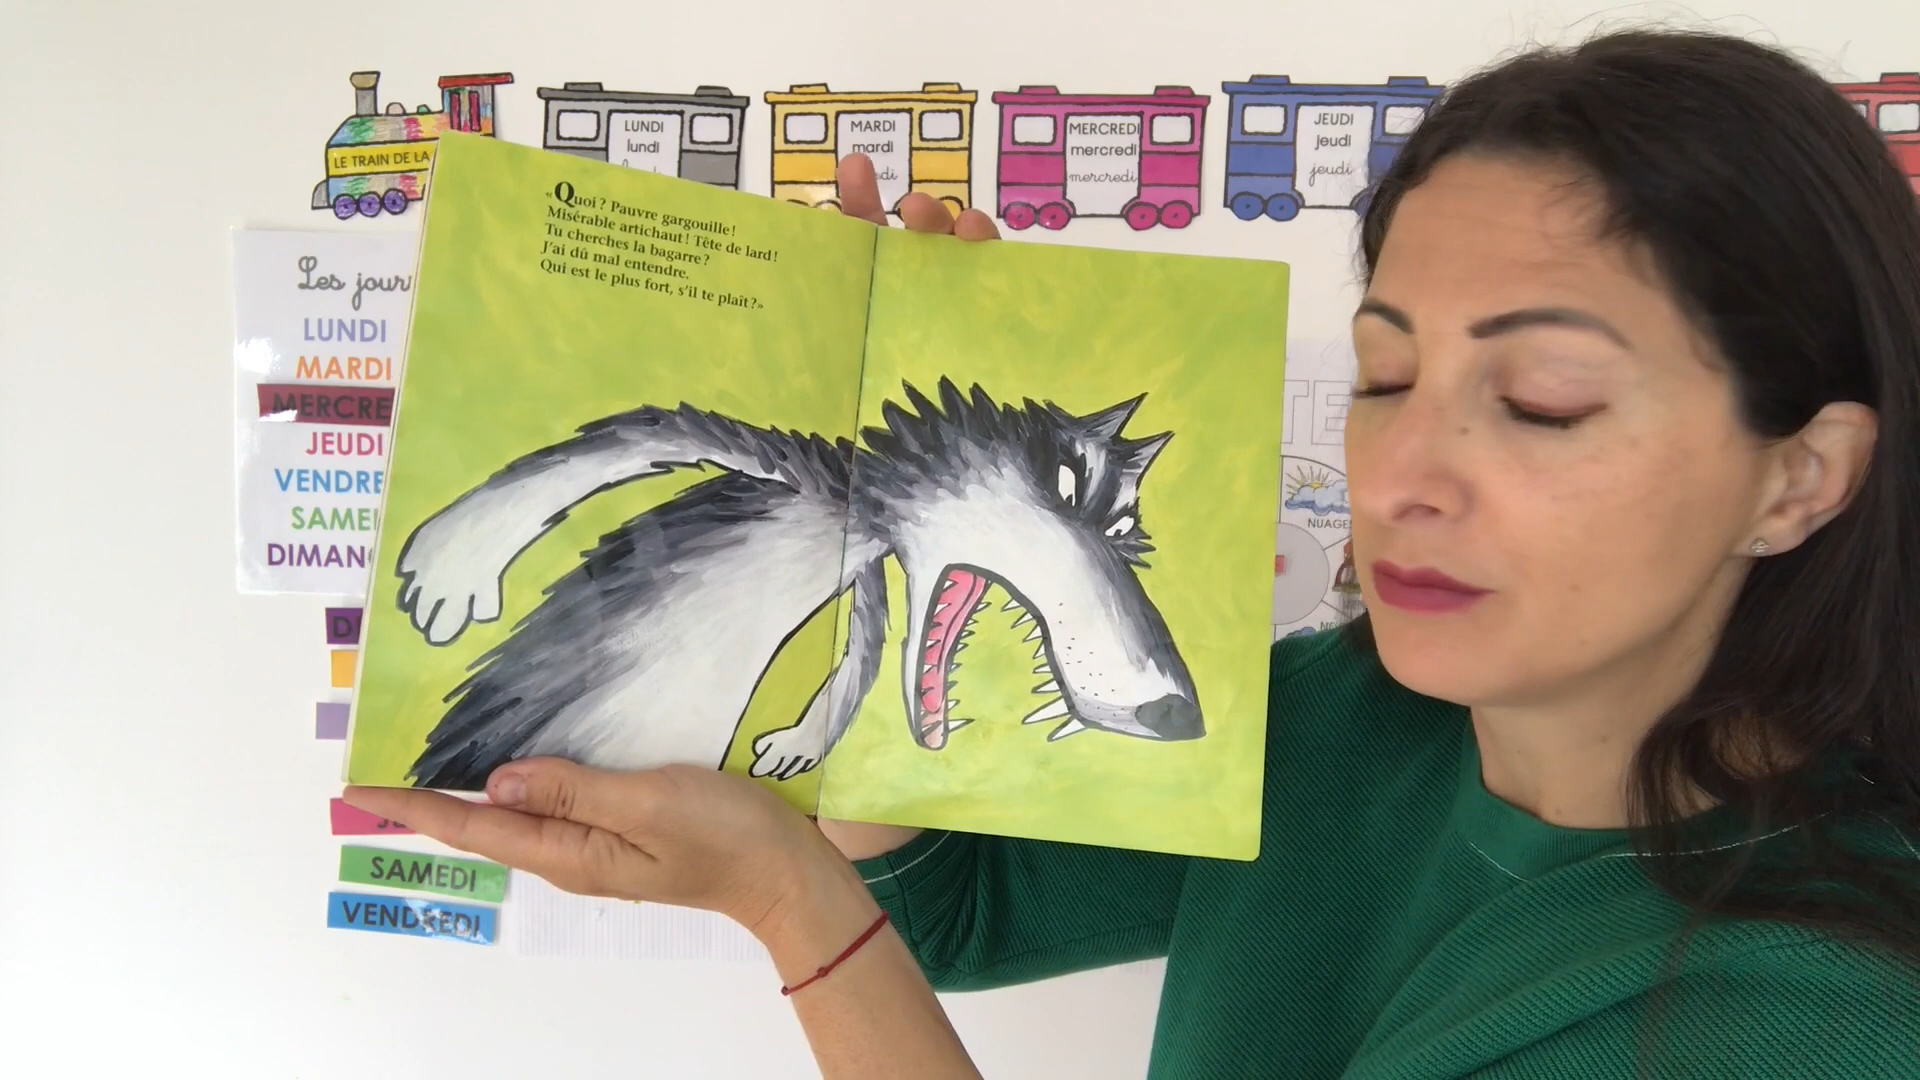 LE TRAIN DE LA
LUNDI
lundi
MARDI
mardi
MERCREDI
mercredi
mercredi
JEUDI
jeudi
jeudi
«Quoi ? Pauvre gargouille !
Misérable artichaut ! Tête de lard !
Tu cherches la bagarre ?
J'ai dû mal entendre.
Qui est le plus fort, s'il te plaît ?»
Les jour
LUNDI
MARDI
MERCRE
JEUDI
VENDRE
SAME
DIMAN
NUAGE
SAMEDI
VENDREDI